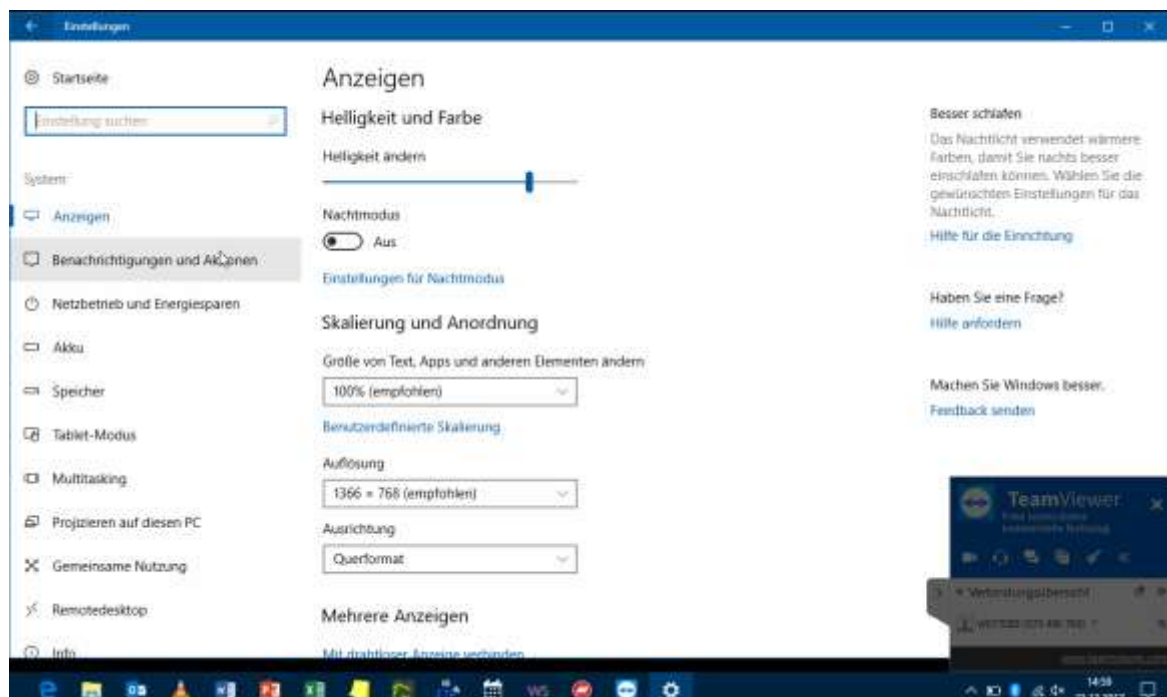 Einstellungen
Startseite
Einstellung suchen
System
Anzeigen
Benachrichtigungen und Aktionen
Netzbetrieb und Energiesparen
Akku
Speicher
Tablet-Modus
Multitasking
Projizieren auf diesen PC
Gemeinsame Nutzung
Remotedesktop
Info
Anzeigen
Helligkeit und Farbe
Helligkeit ändern
Nachtmodus
Aus
Einstellungen für Nachtmodus
Skalierung und Anordnung
Größe von Text, Apps und anderen Elementen ändern
100% (empfohlen)
Benutzerdefinierte Skalierung
Auflösung
1366 × 768 (empfohlen)
Ausrichtung
Querformat
Mehrere Anzeigen
Mit drahtloser Anzeige verbinden
Besser schlafen
Das Nachtlicht verwendet wärmere
Farben, damit Sie nachts besser
einschlafen können. Wählen Sie die
gewünschten Einstellungen für das
Nachtlicht.
Hilfe für die Einrichtung
Haben Sie eine Frage?
Hilfe anfordern
Machen Sie Windows besser.
Feedback senden
TeamViewer
Verbindungsübersicht
WS
14:59